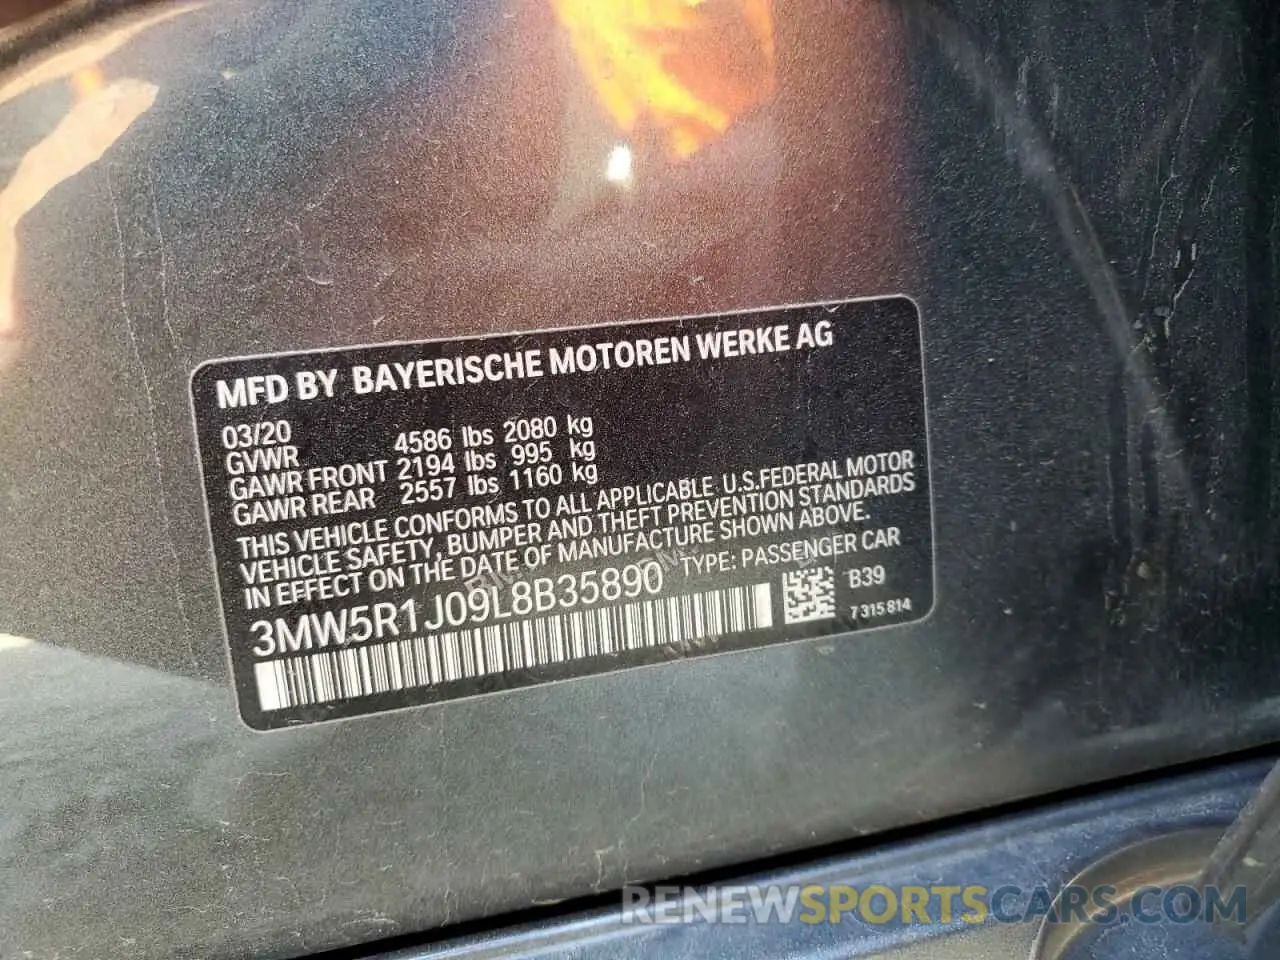 MFD BY BAYERISCHE MOTOREN WERKE AG
03/20
GVWR 4586 lbs 2080 kg
GAWR FRONT 2194 lbs 995 kg
GAWR REAR 2557 lbs 1160 kg
THIS VEHICLE CONFORMS TO ALL APPLICABLE U.S.FEDERAL MOTOR
VEHICLE SAFETY, BUMPER AND THEFT PREVENTION STANDARDS
IN EFFECT ON THE DATE OF MANUFACTURE SHOWN ABOVE.
3MW5R1J09L8B35890 TYPE: PASSENGER CAR
B39
7 315 814
RENEWSPORTSCARS.COM